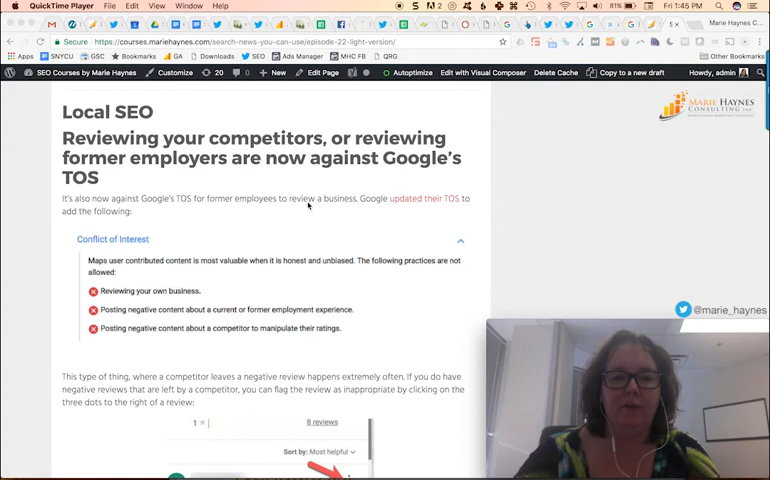 QuickTime Player File Edit View Window Help
2 81% Fri 1:45 PM
Marie Haynes
Secure https://courses.mariehaynes.com/search-news-you-can-use/episode-22-light-version/
Apps SNYCU GSC Bookmarks GA Downloads SEO Ads Manager MHC FB QRG Other Bookmarks
SEO Courses by Marie Haynes Customize 20 0 New Edit Page Autoptimize Edit with Visual Composer Delete Cache Copy to a new draft Howdy, admin
MARIE HAYNES
CONSULTING INC.
Local SEO
Reviewing your competitors, or reviewing
former employers are now against Google's
TOS
It's also now against Google's TOS for former employees to review a business. Google updated their TOS to
add the following:
Conflict of Interest
Maps user contributed content is most valuable when it is honest and unbiased. The following practices are not
allowed:
Reviewing your own business.
Posting negative content about a current or former employment experience.
Posting negative content about a competitor to manipulate their ratings.
@marie_haynes
This type of thing, where a competitor leaves a negative review happens extremely often. If you do have
negative reviews that are left by a competitor, you can flag the review as inappropriate by clicking on the
three dots to the right of a review:
1 8 reviews
Sort by: Most helpful